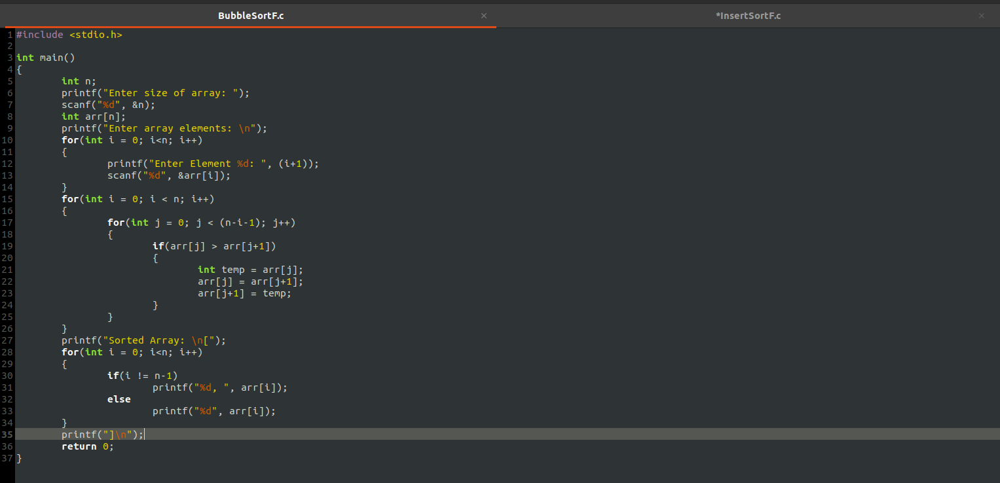 BubbleSortF.c × *InsertSortF.c ×
1 #include <stdio.h>
2
3 int main()
4 {
5         int n;
6         printf("Enter size of array: ");
7         scanf("%d", &n);
8         int arr[n];
9         printf("Enter array elements: \n");
10         for(int i = 0; i<n; i++)
11         {
12                 printf("Enter Element %d: ", (i+1));
13                 scanf("%d", &arr[i]);
14         }
15         for(int i = 0; i < n; i++)
16         {
17                 for(int j = 0; j < (n-i-1); j++)
18                 {
19                         if(arr[j] > arr[j+1])
20                         {
21                                 int temp = arr[j];
22                                 arr[j] = arr[j+1];
23                                 arr[j+1] = temp;
24                         }
25                 }
26         }
27         printf("Sorted Array: \n[");
28         for(int i = 0; i<n; i++)
29         {
30                 if(i != n-1)
31                         printf("%d, ", arr[i]);
32                 else
33                         printf("%d", arr[i]);
34         }
35         printf("]\n");
36         return 0;
37 }